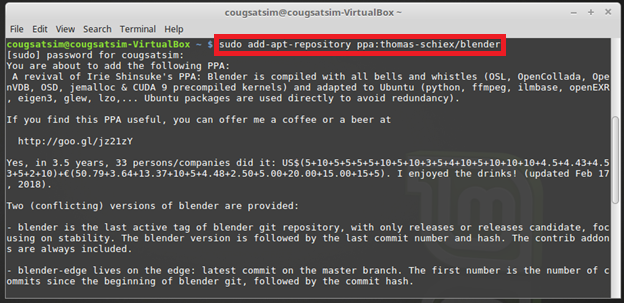 cougsatsim@cougsatsim-VirtualBox ~
File Edit View Search Terminal Help
cougsatsim@cougsatsim-VirtualBox ~ $ sudo add-apt-repository ppa:thomas-schiex/blender
[sudo] password for cougsatsim:
You are about to add the following PPA:
 A revival of Irie Shinsuke's PPA: Blender is compiled with all bells and whistles (OSL, OpenCollada, Ope
nVDB, OSD, jemalloc & CUDA 9 precompiled kernels) and adapted to Ubuntu (python, ffmpeg, ilmbase, openEXR
, eigen3, glew, lzo,... Ubuntu packages are used directly to avoid redundancy).
If you find this PPA useful, you can offer me a coffee or a beer at
http://goo.gl/jz21zY
Yes, in 3.5 years, 33 persons/companies did it: US$(5+10+5+5+5+5+10+5+10+3+5+4+10+5+10+10+10+4.5+4.43+4.5
3+5+2+10)+€(50.79+3.64+13.37+10+5+4.48+2.50+5.00+20.00+15.00+15+5). I enjoyed the drinks! (updated Feb 17
, 2018).
Two (conflicting) versions of blender are provided:
- blender is the last active tag of blender git repository, with only releases or releases candidate, foc
using on stability. The blender version is followed by the last commit number and hash. The contrib addon
s are always included.
- blender-edge lives on the edge: latest commit on the master branch. The first number is the number of c
ommits since the beginning of blender git, followed by the commit hash.